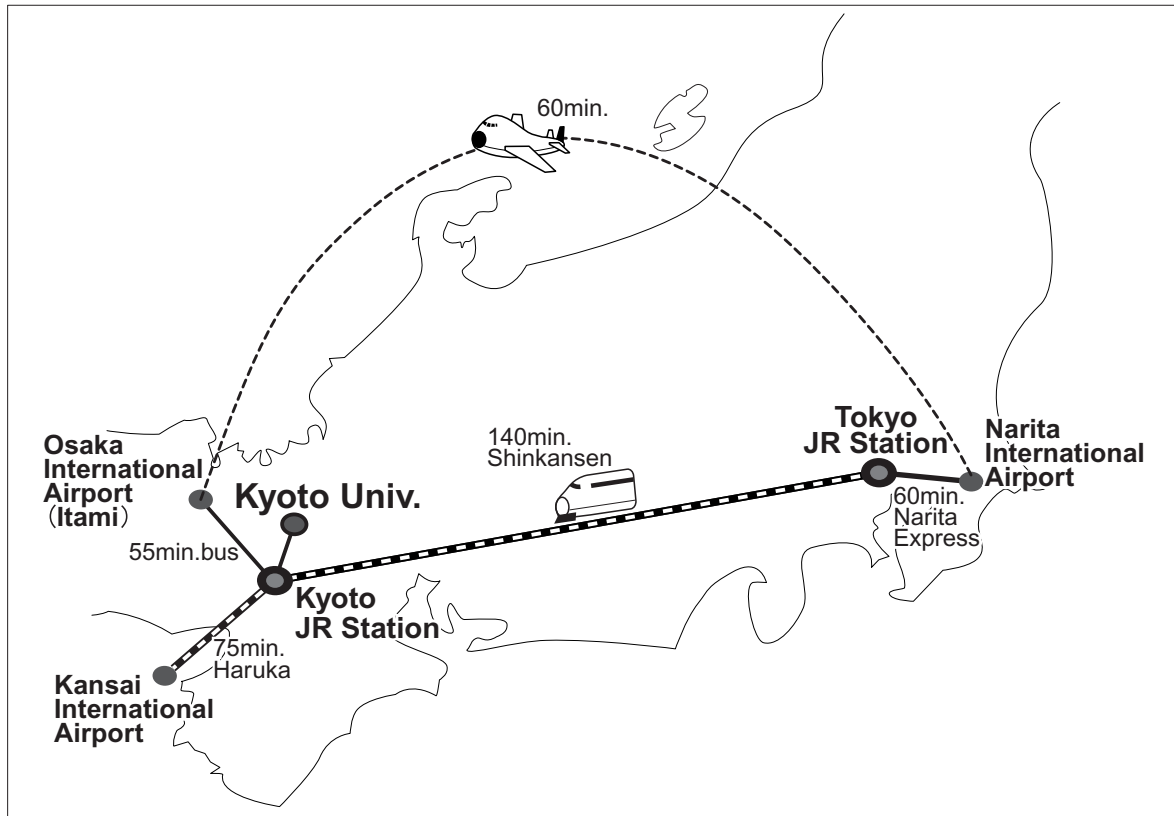 60min.
Osaka
International
Airport
（Itami）
Kyoto Univ.
55min.bus
Kyoto
JR Station
75min.
Haruka
Kansai
International
Airport
140min.
Shinkansen
Tokyo
JR Station
60min.
Narita
Express
Narita
International
Airport